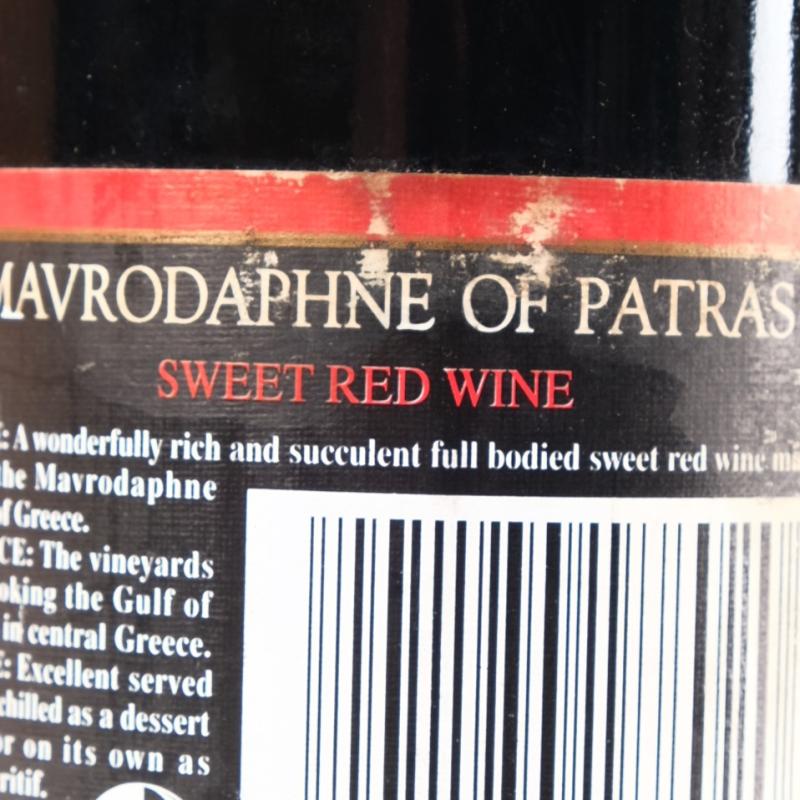 MAVRODAPHNE OF PATRAS
SWEET RED WINE
: A wonderfully rich and succulent full bodied sweet red wine
the Mavrodaphne
of Greece.
CE: The vineyards
oking the Gulf of
in central Greece.
E: Excellent served
chilled as a dessert
or on its own as
ritif.